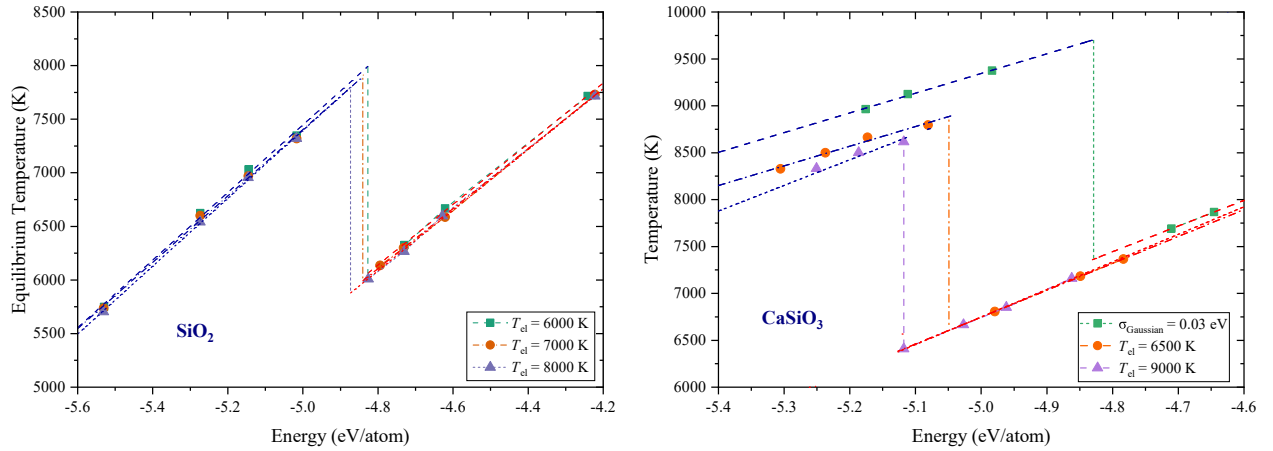 Equilibrium Temperature (K)
8500
8000
7500
7000
6500
6000
5500
5000
-5.6
-5.4
-5.2
-5.0
-4.8
-4.6
-4.4
-4.2
Energy (eV/atom)
SiO₂
Tₑₗ = 6000 K
Tₑₗ = 7000 K
Tₑₗ = 8000 K
Temperature (K)
10000
9500
9000
8500
8000
7500
7000
6500
6000
-5.4
-5.3
-5.2
-5.1
-5.0
-4.9
-4.8
-4.7
-4.6
Energy (eV/atom)
CaSiO₃
σGaussian = 0.03 eV
Tₑₗ = 6500 K
Tₑₗ = 9000 K